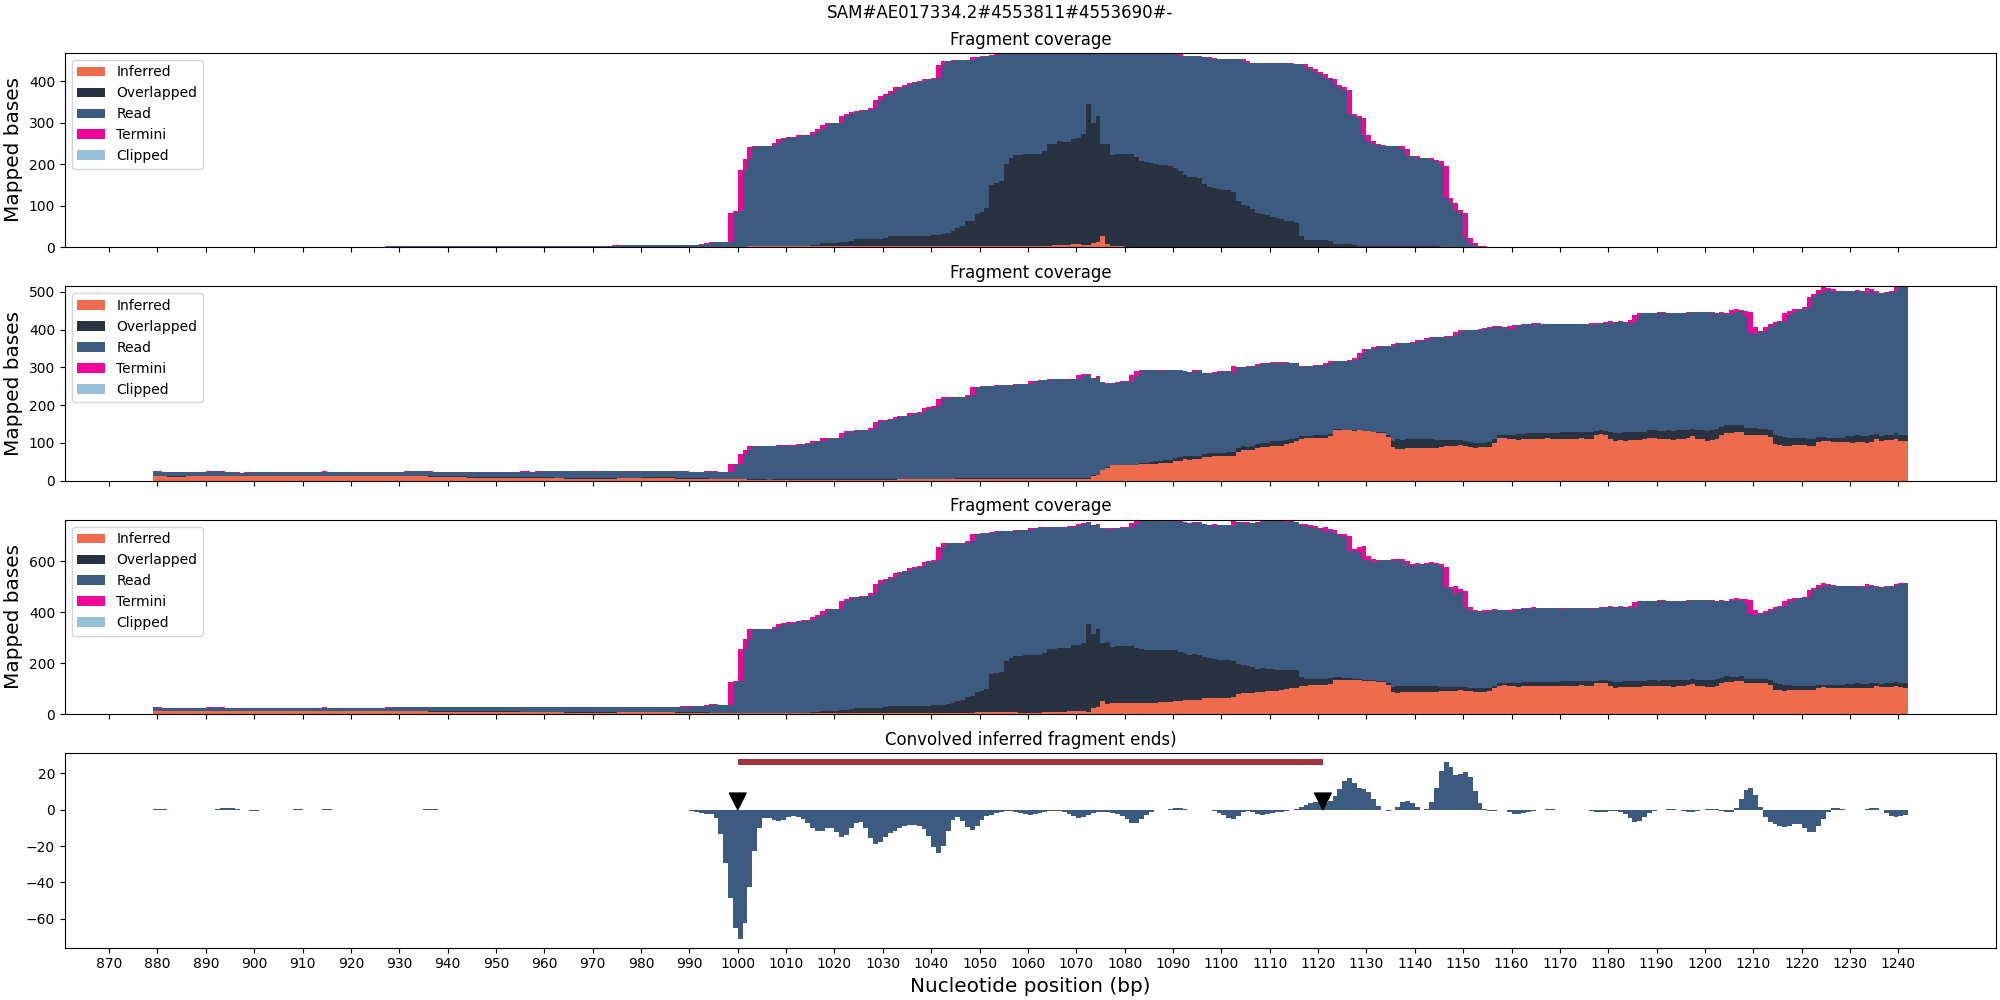 SAM#AE017334.2#4553811#4553690#-
Fragment coverage
Mapped bases
400
300
200
100
0
Inferred
Overlapped
Read
Termini
Clipped
Fragment coverage
Mapped bases
500
400
300
200
100
0
Inferred
Overlapped
Read
Termini
Clipped
Fragment coverage
Mapped bases
600
400
200
0
Inferred
Overlapped
Read
Termini
Clipped
Convolved inferred fragment ends)
20
0
−20
−40
−60
870 880 890 900 910 920 930 940 950 960 970 980 990 1000 1010 1020 1030 1040 1050 1060 1070 1080 1090 1100 1110 1120 1130 1140 1150 1160 1170 1180 1190 1200 1210 1220 1230 1240
Nucleotide position (bp)